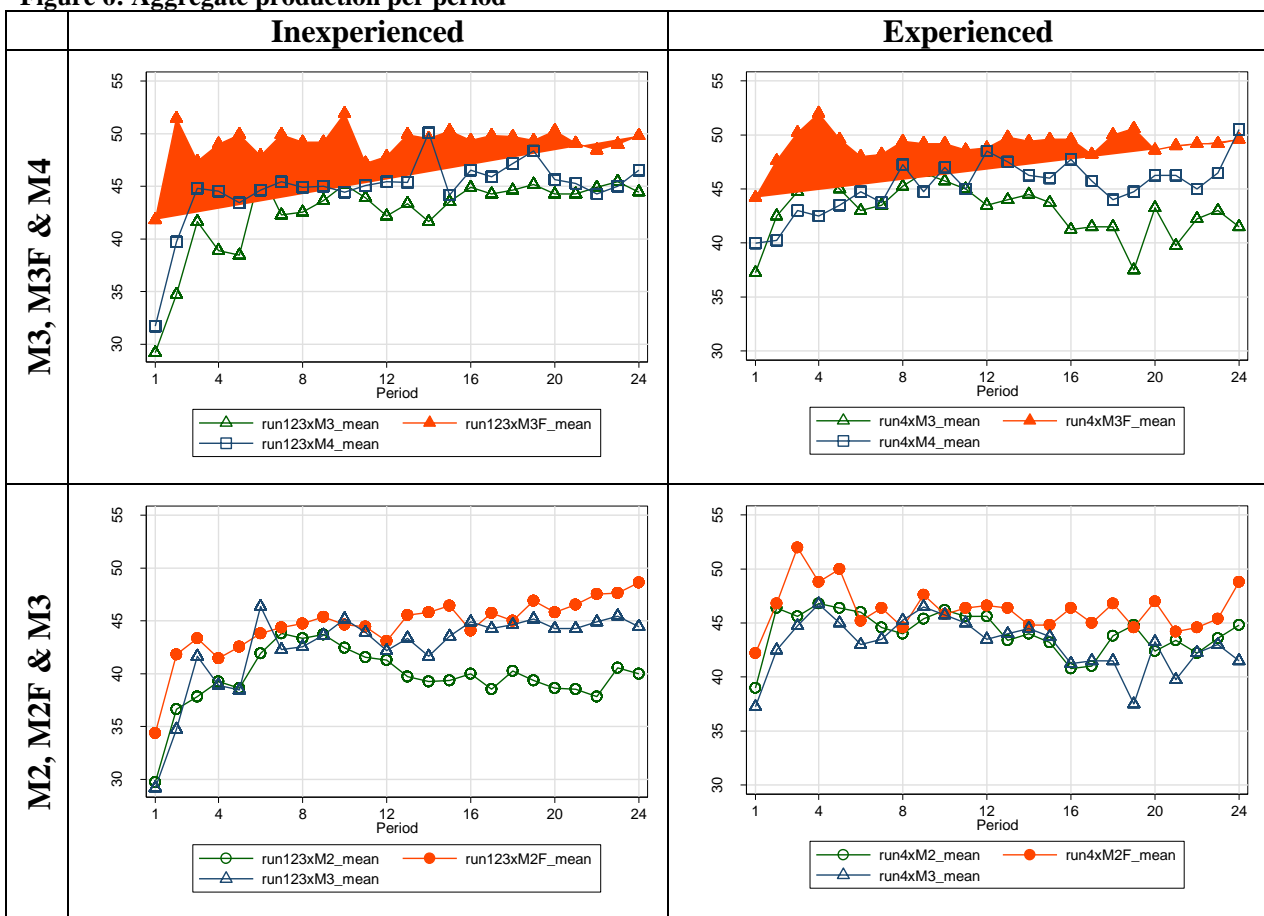 Figure 6: Aggregate production per period
Inexperienced Experienced
M3, M3F & M4
55
50
45
40
35
30
1 4 8 12 16 20 24
Period
run123xM3_mean run123xM3F_mean
run123xM4_mean
55
50
45
40
35
30
1 4 8 12 16 20 24
Period
run4xM3_mean run4xM3F_mean
run4xM4_mean
M2, M2F & M3
55
50
45
40
35
30
1 4 8 12 16 20 24
Period
run123xM2_mean run123xM2F_mean
run123xM3_mean
55
50
45
40
35
30
1 4 8 12 16 20 24
Period
run4xM2_mean run4xM2F_mean
run4xM3_mean